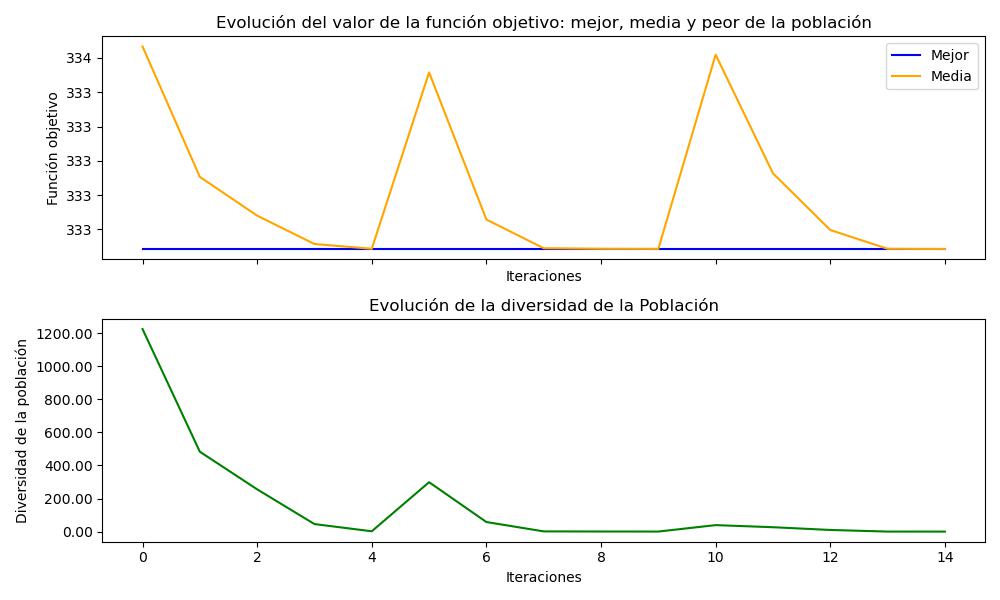 Evolución del valor de la función objetivo: mejor, media y peor de la población
Función objetivo
334
333
333
333
333
333
Mejor
Media
Iteraciones
Evolución de la diversidad de la Población
Diversidad de la población
1200.00
1000.00
800.00
600.00
400.00
200.00
0.00
0 2 4 6 8 10 12 14
Iteraciones